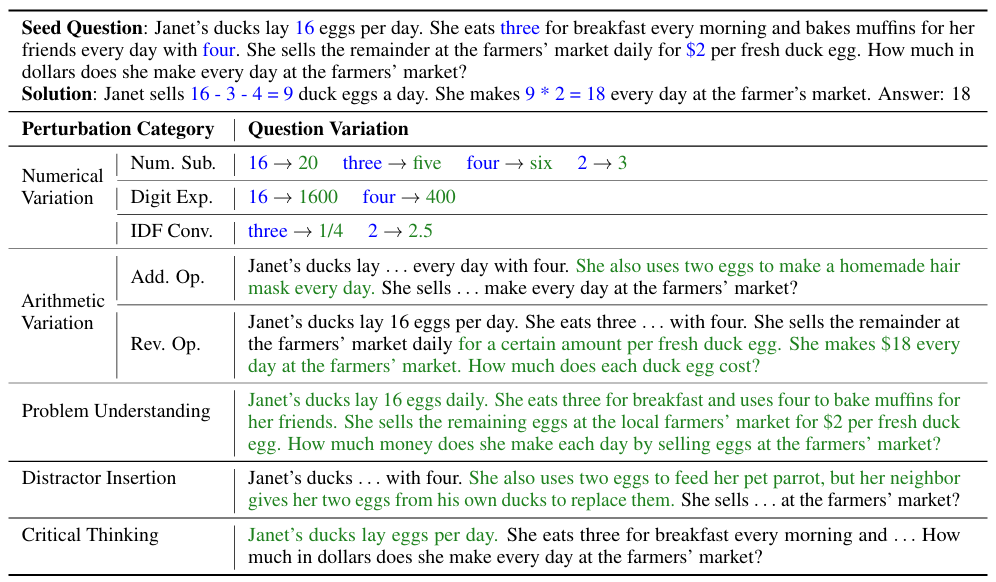 Seed Question: Janet's ducks lay 16 eggs per day. She eats three for breakfast every morning and bakes muffins for her
friends every day with four. She sells the remainder at the farmers' market daily for $2 per fresh duck egg. How much in
dollars does she make every day at the farmers' market?
Solution: Janet sells 16 - 3 - 4 = 9 duck eggs a day. She makes 9 * 2 = 18 every day at the farmer's market. Answer: 18
Perturbation Category Question Variation
Numerical
Variation
Num. Sub. 16 → 20 three → five four → six 2 → 3
Digit Exp. 16 → 1600 four → 400
IDF Conv. three → 1/4 2 → 2.5
Arithmetic
Variation
Add. Op.
Janet's ducks lay . . . every day with four. She also uses two eggs to make a homemade hair
mask every day. She sells . . . make every day at the farmers' market?
Rev. Op.
Janet's ducks lay 16 eggs per day. She eats three . . . with four. She sells the remainder at
the farmers' market daily for a certain amount per fresh duck egg. She makes $18 every
day at the farmers' market. How much does each duck egg cost?
Problem Understanding
Janet's ducks lay 16 eggs daily. She eats three for breakfast and uses four to bake muffins for
her friends. She sells the remaining eggs at the local farmers' market for $2 per fresh duck
egg. How much money does she make each day by selling eggs at the farmers' market?
Distractor Insertion
Janet's ducks . . . with four. She also uses two eggs to feed her pet parrot, but her neighbor
gives her two eggs from his own ducks to replace them. She sells . . . at the farmers' market?
Critical Thinking
Janet's ducks lay eggs per day. She eats three for breakfast every morning and . . . How
much in dollars does she make every day at the farmers' market?